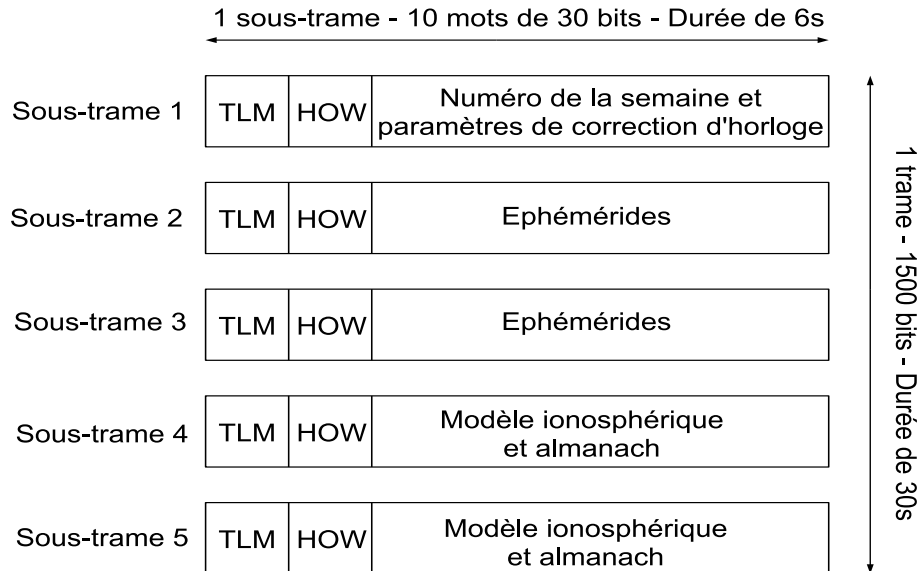 1 sous-trame - 10 mots de 30 bits - Durée de 6s
Sous-trame 1
TLM
HOW
Numéro de la semaine et
paramètres de correction d'horloge
Sous-trame 2
TLM
HOW
Ephémérides
Sous-trame 3
TLM
HOW
Ephémérides
Sous-trame 4
TLM
HOW
Modèle ionosphérique
et almanach
Sous-trame 5
TLM
HOW
Modèle ionosphérique
et almanach
1 trame - 1500 bits - Durée de 30s